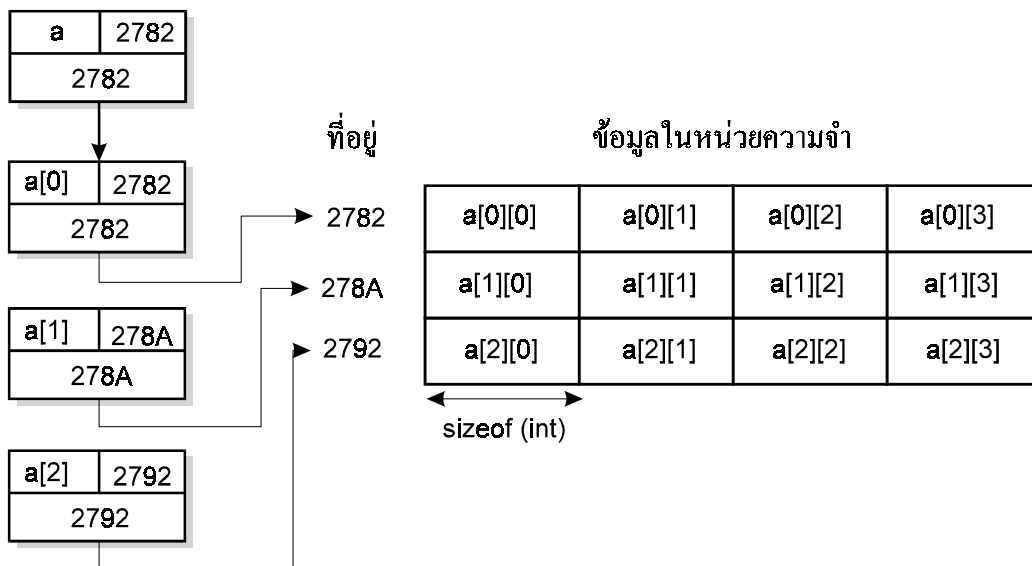 a 2782
2782
a[0] 2782
2782
a[1] 278A
278A
a[2] 2792
2792
ที่อยู่ ข้อมูลในหน่วยความจำ
2782 a[0][0] a[0][1] a[0][2] a[0][3]
278A a[1][0] a[1][1] a[1][2] a[1][3]
2792 a[2][0] a[2][1] a[2][2] a[2][3]
sizeof (int)